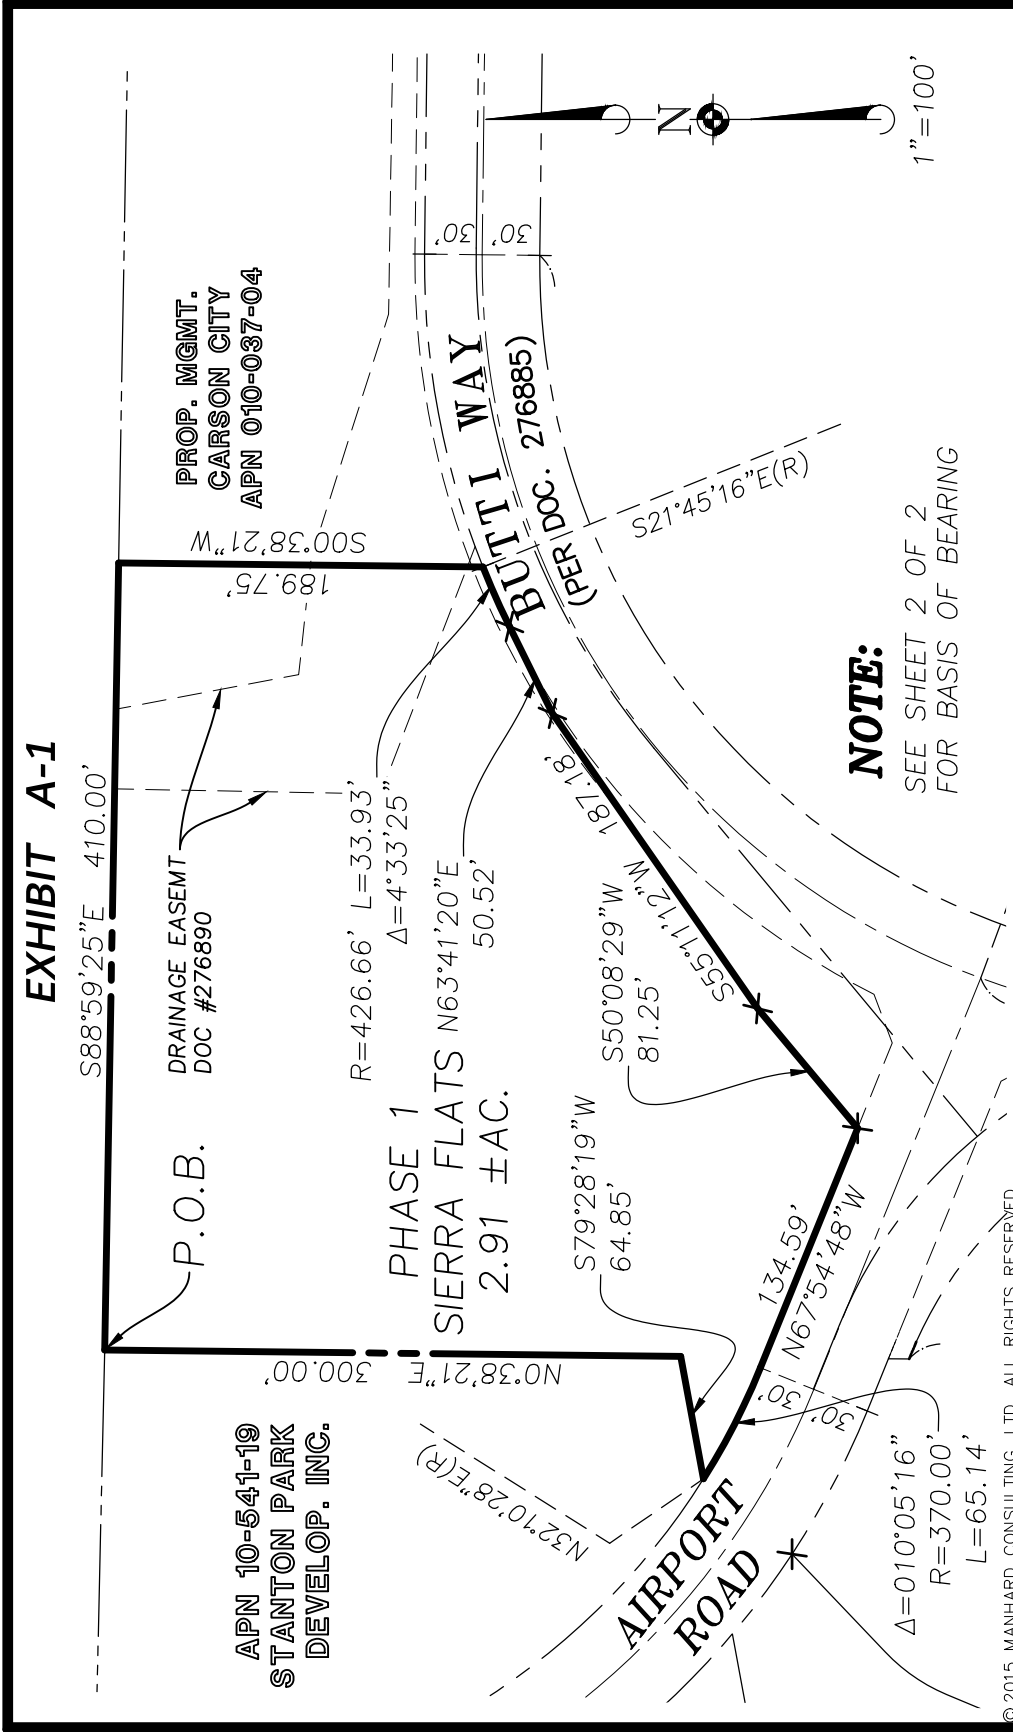 EXHIBIT A-1
S88°59'25"E 410.00'
P.O.B.
DRAINAGE EASEMT
DOC #276890
PROP. MGMT.
CARSON CITY
APN 010-037-04
S00°38'21"W
189.75'
APN 10-541-19
STANTON PARK
DEVELOP. INC.
300.00'
N0°38'21"E
R=426.66' L=33.93'
Δ=4°33'25"
PHASE 1
SIERRA FLATS
2.91 ±AC.
N63°41'20"E
50.52'
30'
30'
BUTTI WAY
(PER DOC. 276885)
S21°45'16"E(R)
187.18'
S55°11'12"W
S50°08'29"W
81.25'
S79°28'19"W
64.85'
N32°10'28"E(R)
134.59'
N67°54'48"W
30'
30'
AIRPORT
ROAD
Δ=010°05'16"
R=370.00'
L=65.14'
N
1"=100'
NOTE:
SEE SHEET 2 OF 2
FOR BASIS OF BEARING
©2015 MANHARD CONSULTING, LTD. ALL RIGHTS RESERVED